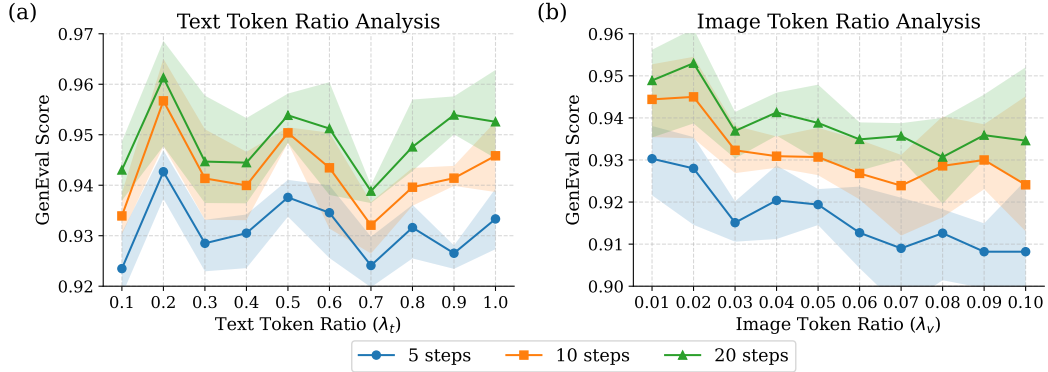 (a)
Text Token Ratio Analysis
GenEval Score
0.97
0.96
0.95
0.94
0.93
0.92
0.1 0.2 0.3 0.4 0.5 0.6 0.7 0.8 0.9 1.0
Text Token Ratio (λt)
(b)
Image Token Ratio Analysis
GenEval Score
0.96
0.95
0.94
0.93
0.92
0.91
0.90
0.01 0.02 0.03 0.04 0.05 0.06 0.07 0.08 0.09 0.10
Image Token Ratio (λv)
5 steps 10 steps 20 steps